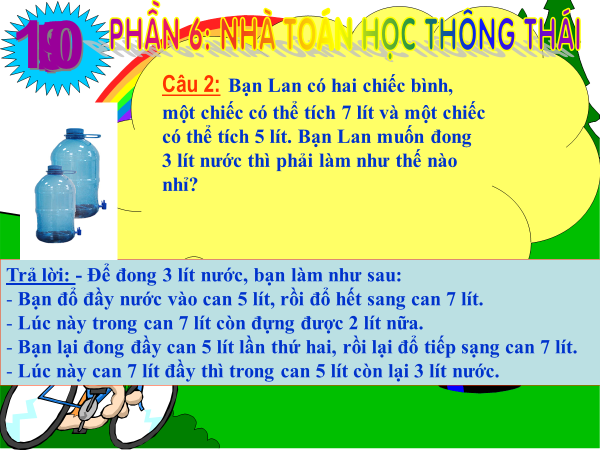 PHẦN 6: NHÀ TOÁN HỌC THÔNG THÁI
Câu 2: Bạn Lan có hai chiếc bình,
một chiếc có thể tích 7 lít và một chiếc
có thể tích 5 lít. Bạn Lan muốn đong
3 lít nước thì phải làm như thế nào
nhỉ?
Trả lời: - Để đong 3 lít nước, bạn làm như sau:
- Bạn đổ đầy nước vào can 5 lít, rồi đổ hết sang can 7 lít.
- Lúc này trong can 7 lít còn đựng được 2 lít nữa.
- Bạn lại đong đầy can 5 lít lần thứ hai, rồi lại đổ tiếp sạng can 7 lít.
- Lúc này can 7 lít đầy thì trong can 5 lít còn lại 3 lít nước.